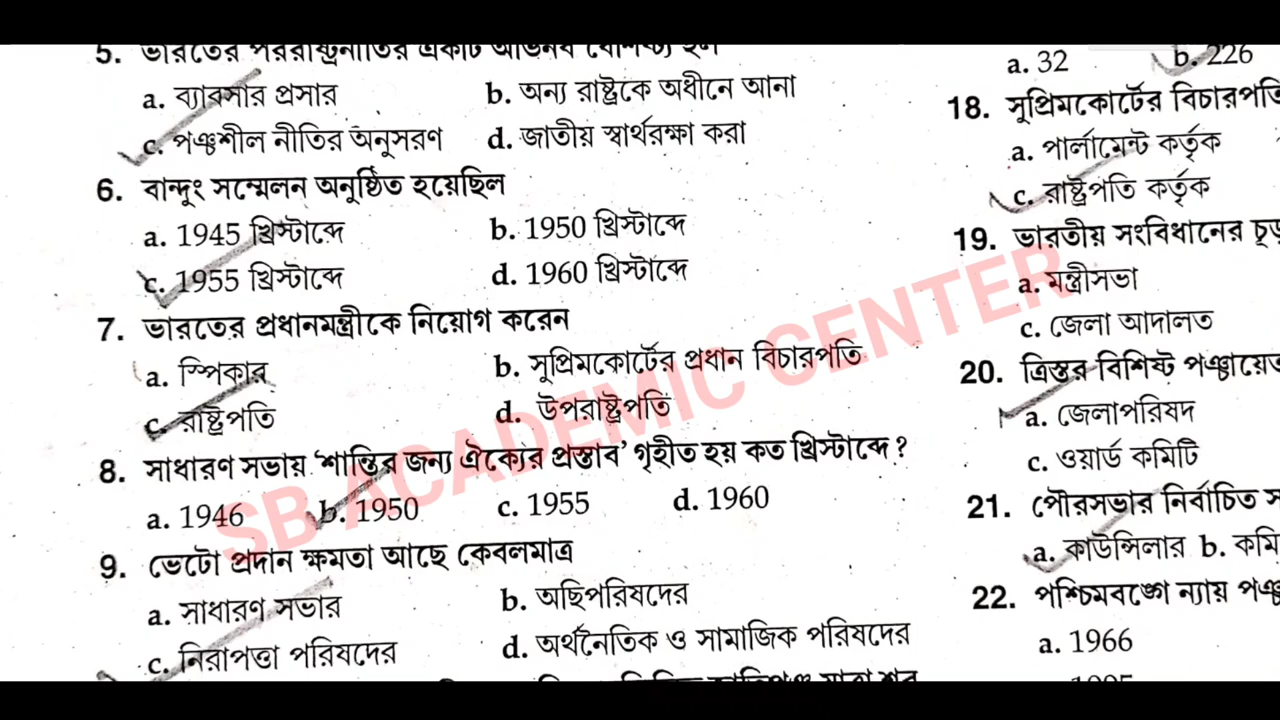 5. ভারতের পররাষ্ট্রনীতির একটি অভিনব বৈশিষ্ট্য হল
a. ব্যাবসার প্রসার b. অন্য রাষ্ট্রকে অধীনে আনা
c. পঞ্চশীল নীতির অনুসরণ d. জাতীয় স্বার্থরক্ষা করা
6. বান্দুং সম্মেলন অনুষ্ঠিত হয়েছিল
a. 1945 খ্রিস্টাব্দে b. 1950 খ্রিস্টাব্দে
c. 1955 খ্রিস্টাব্দে d. 1960 খ্রিস্টাব্দে
7. ভারতের প্রধানমন্ত্রীকে নিয়োগ করেন
a. স্পিকার b. সুপ্রিমকোর্টের প্রধান বিচারপতি
c. রাষ্ট্রপতি d. উপরাষ্ট্রপতি
8. সাধারণ সভায় 'শান্তির জন্য ঐক্যের প্রস্তাব' গৃহীত হয় কত খ্রিস্টাব্দে ?
a. 1946 b. 1950 c. 1955 d. 1960
9. ভেটো প্রদান ক্ষমতা আছে কেবলমাত্র
a. সাধারণ সভার b. অছিপরিষদের
c. নিরাপত্তা পরিষদের d. অর্থনৈতিক ও সামাজিক পরিষদের
a. 32 b. 226
18. সুপ্রিমকোর্টের বিচারপতি
a. পার্লামেন্ট কর্তৃক
c. রাষ্ট্রপতি কর্তৃক
19. ভারতীয় সংবিধানের
a. মন্ত্রীসভা
c. জেলা আদালত
20. ত্রিস্তর বিশিষ্ট
a. জেলাপরিষদ
c. ওয়ার্ড কমিটি
21. পৌরসভার নির্বাচিত
a. কাউন্সিলার b.
22. পশ্চিমবঙ্গে ন্যায়
a. 1966
SB ACADEMIC CENTER